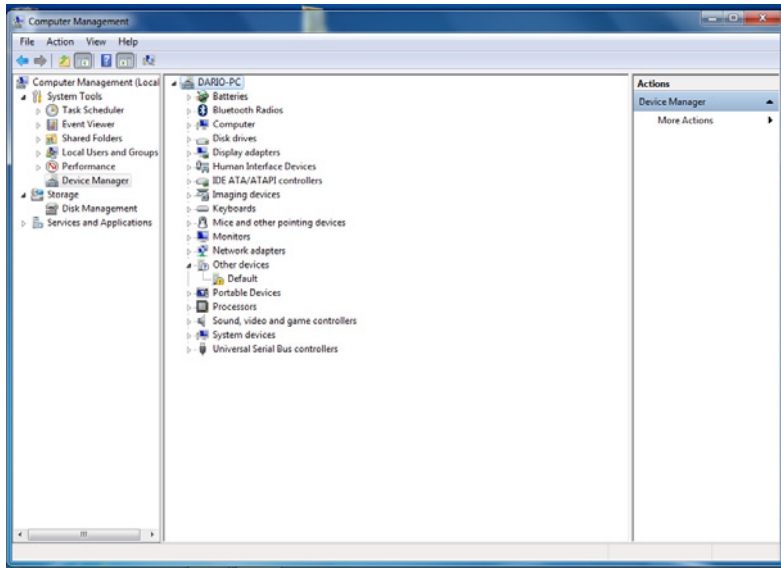 Computer Management
File Action View Help
Computer Management (Local
System Tools
Task Scheduler
Event Viewer
Shared Folders
Local Users and Groups
Performance
Device Manager
Storage
Disk Management
Services and Applications
DARIO-PC
Batteries
Bluetooth Radios
Computer
Disk drives
Display adapters
Human Interface Devices
IDE ATA/ATAPI controllers
Imaging devices
Keyboards
Mice and other pointing devices
Monitors
Network adapters
Other devices
Default
Portable Devices
Processors
Sound, video and game controllers
System devices
Universal Serial Bus controllers
Actions
Device Manager
More Actions